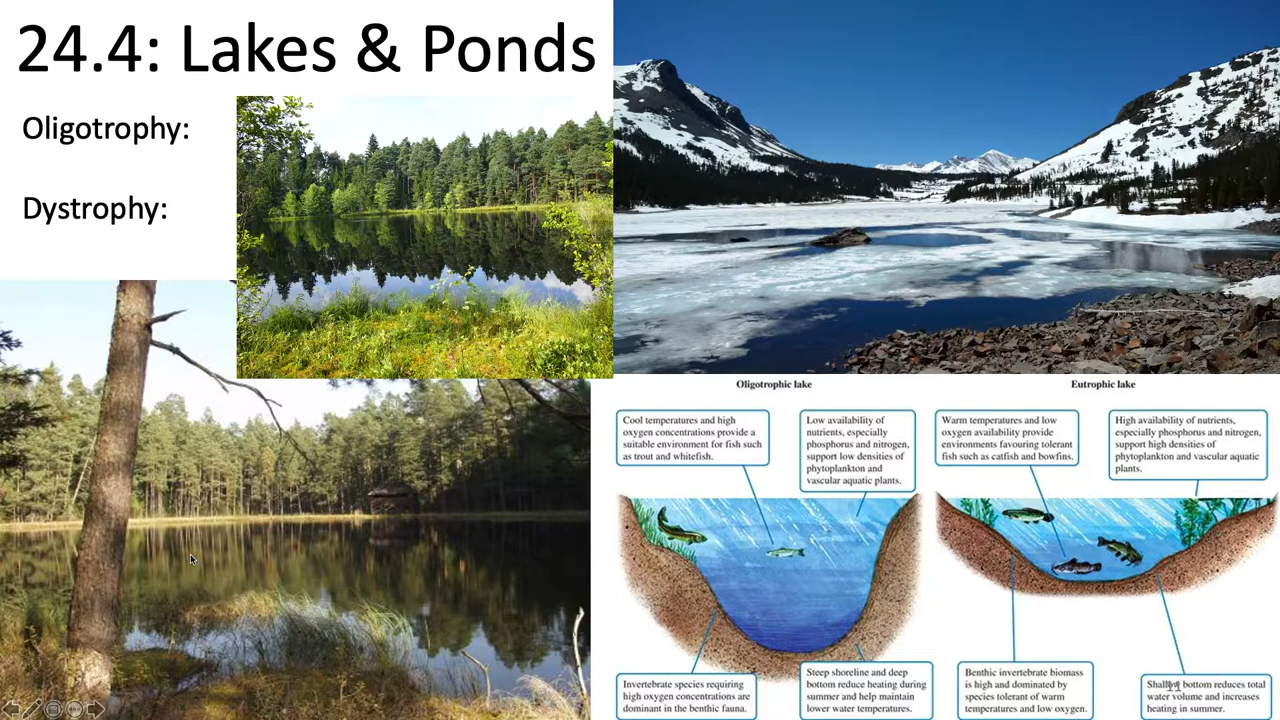 24.4: Lakes & Ponds
Oligotrophy:
Dystrophy:
Oligotrophic lake
Cool temperatures and high
oxygen concentrations provide a
suitable environment for fish such
as trout and whitefish.
Low availability of
nutrients, especially
phosphorus and nitrogen,
support low densities of
phytoplankton and
vascular aquatic plants.
Invertebrate species requiring
high oxygen concentrations are
dominant in the benthic fauna.
Steep shoreline and deep
bottom reduce heating during
summer and help maintain
lower water temperatures.
Eutrophic lake
Warm temperatures and low
oxygen availability provide
environments favouring tolerant
fish such as catfish and bowfins.
High availability of nutrients,
especially phosphorus and nitrogen,
support high densities of
phytoplankton and vascular aquatic
plants.
Benthic invertebrate biomass
is high and dominated by
species tolerant of warm
temperatures and low oxygen.
Shallow bottom reduces total
water volume and increases
heating in summer.
11